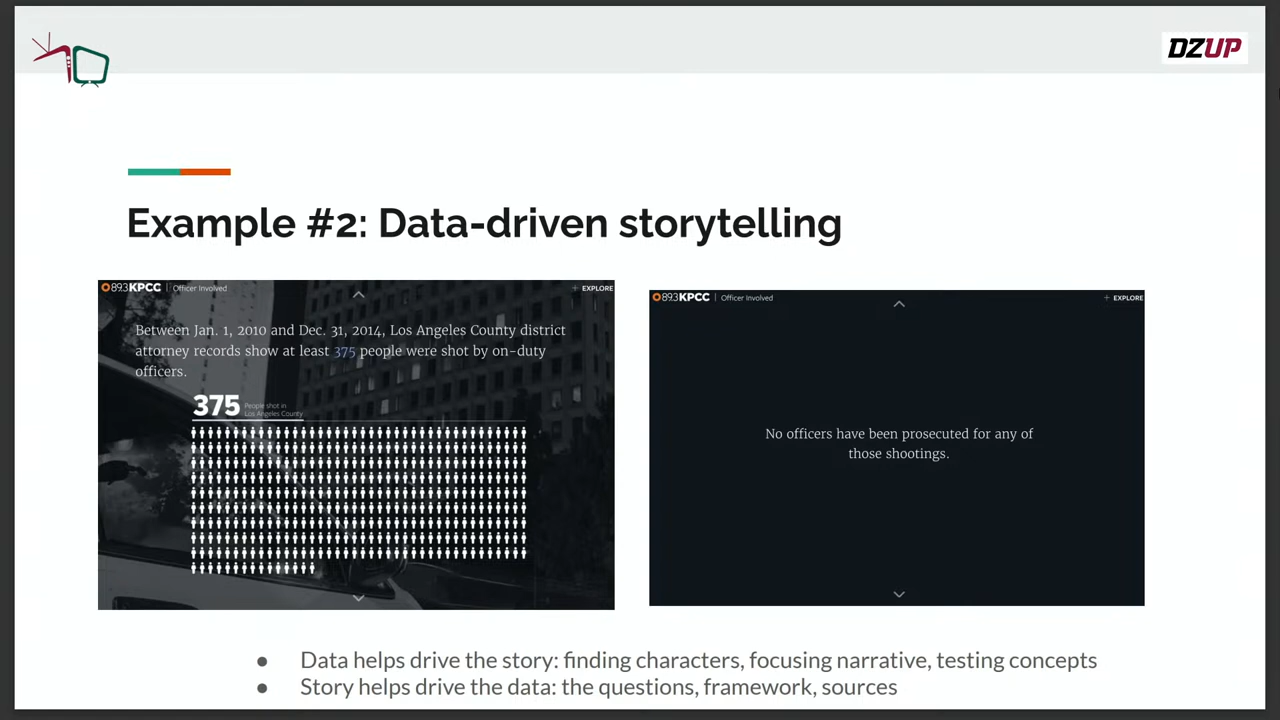 DZUP
Example #2: Data-driven storytelling
89.3 KPCC | Officer Involved
+ EXPLORE
Between Jan. 1, 2010 and Dec. 31, 2014, Los Angeles County district
attorney records show at least 375 people were shot by on-duty
officers.
375 People shot in
Los Angeles County
89.3 KPCC | Officer Involved
+ EXPLORE
No officers have been prosecuted for any of
those shootings.
● Data helps drive the story: finding characters, focusing narrative, testing concepts
● Story helps drive the data: the questions, framework, sources